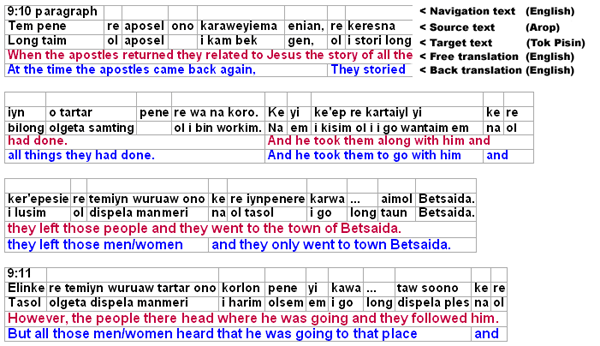 9:10 paragraph < Navigation text (English)
Tem pene re aposel ono karaweyiema enian, re keresna < Source text (Arop)
Long taim ol aposel i kam bek gen, ol i stori long < Target text (Tok Pisin)
When the apostles returned they related to Jesus the story of all the < Free translation (English)
At the time the apostles came back again, They storied < Back translation (English)
iyn o tartar pene re wa na koro. Ke yi ke'ep re kartaiyl yi ke re
bilong olgeta samting ol i bin workim. Na em i kisim ol i i go wantaim em na ol
had done. And he took them along with him and
all things they had done. And he took them to go with him and
ker'epesie re temiyn wuruaw ono ke re iynpenere karwa ... aimol Betsaida.
i lusim ol dispela manmeri na ol tasol i go long taun Betsaida.
they left those people and they went to the town of Betsaida.
they left those men/women and they only went to town Betsaida.
9:11
Elinke re temiyn wuruaw tartar ono korlon pene yi kawa ... taw soono ke re
Tasol olgeta dispela manmeri i harim olsem em i go long dispela ples na ol
However, the people there head where he was going and they followed him.
But all those men/women heard that he was going to that place and